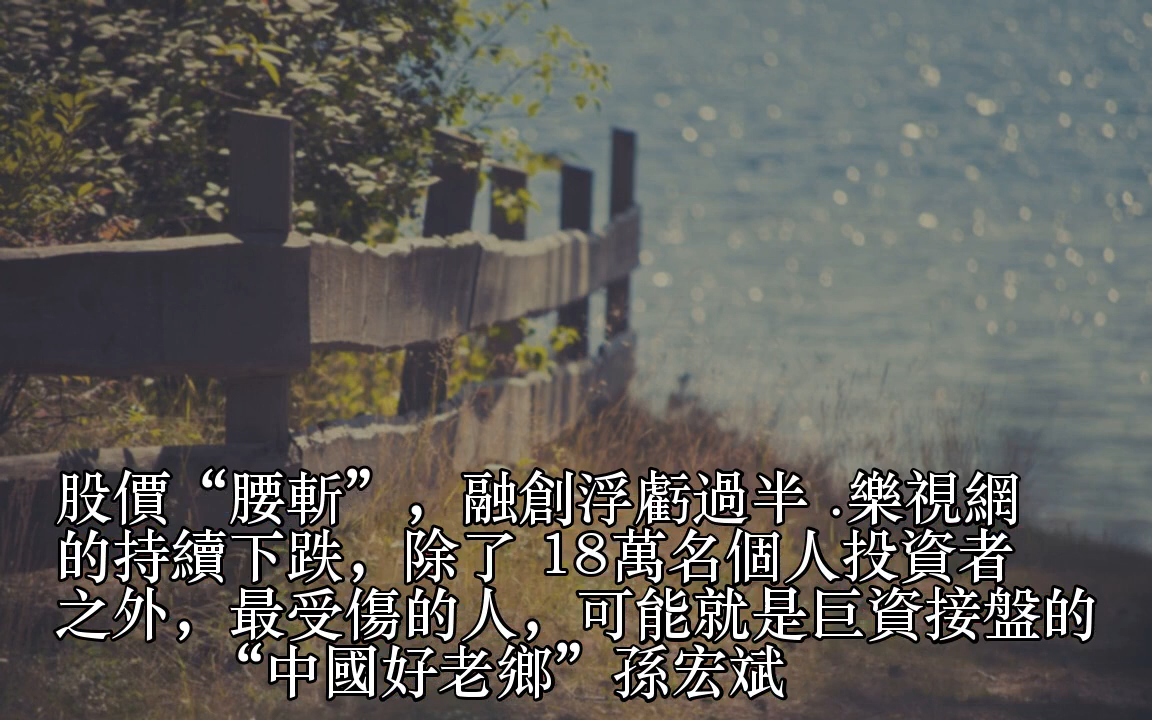 股價“腰斬”，融創浮虧過半 .樂視網
的持續下跌，除了 18萬名個人投資者
之外，最受傷的人，可能就是巨資接盤的
“中國好老鄉”孫宏斌